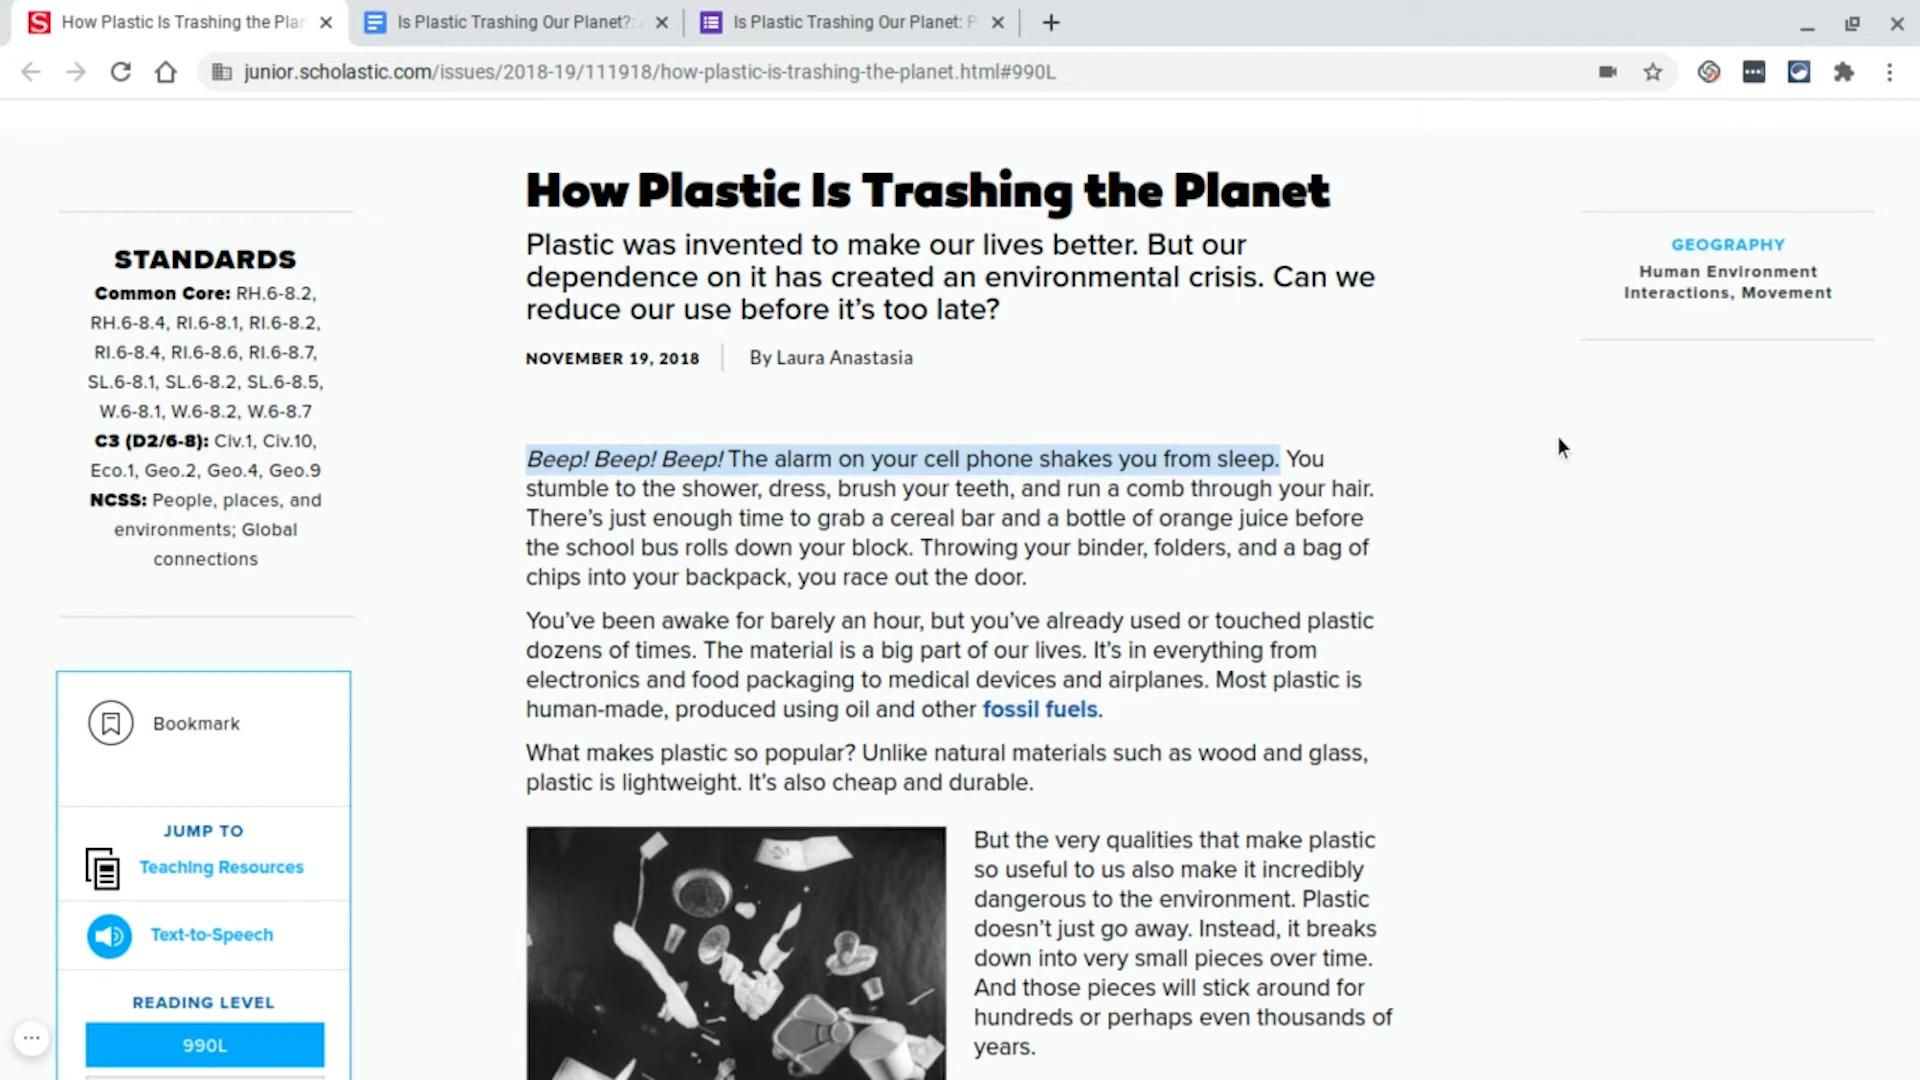 How Plastic Is Trashing the Plan
Is Plastic Trashing Our Planet?:
Is Plastic Trashing Our Planet: P
junior.scholastic.com/issues/2018-19/111918/how-plastic-is-trashing-the-planet.html#990L
STANDARDS
Common Core: RH.6-8.2,
RH.6-8.4, RI.6-8.1, RI.6-8.2,
RI.6-8.4, RI.6-8.6, RI.6-8.7,
SL.6-8.1, SL.6-8.2, SL.6-8.5,
W.6-8.1, W.6-8.2, W.6-8.7
C3 (D2/6-8): Civ.1, Civ.10,
Eco.1, Geo.2, Geo.4, Geo.9
NCSS: People, places, and
environments; Global
connections
Bookmark
JUMP TO
Teaching Resources
Text-to-Speech
READING LEVEL
990L
How Plastic Is Trashing the Planet
Plastic was invented to make our lives better. But our
dependence on it has created an environmental crisis. Can we
reduce our use before it’s too late?
NOVEMBER 19, 2018
By Laura Anastasia
Beep! Beep! Beep! The alarm on your cell phone shakes you from sleep. You
stumble to the shower, dress, brush your teeth, and run a comb through your hair.
There’s just enough time to grab a cereal bar and a bottle of orange juice before
the school bus rolls down your block. Throwing your binder, folders, and a bag of
chips into your backpack, you race out the door.
You’ve been awake for barely an hour, but you’ve already used or touched plastic
dozens of times. The material is a big part of our lives. It’s in everything from
electronics and food packaging to medical devices and airplanes. Most plastic is
human-made, produced using oil and other fossil fuels.
What makes plastic so popular? Unlike natural materials such as wood and glass,
plastic is lightweight. It’s also cheap and durable.
But the very qualities that make plastic
so useful to us also make it incredibly
dangerous to the environment. Plastic
doesn’t just go away. Instead, it breaks
down into very small pieces over time.
And those pieces will stick around for
hundreds or perhaps even thousands of
years.
GEOGRAPHY
Human Environment
Interactions, Movement